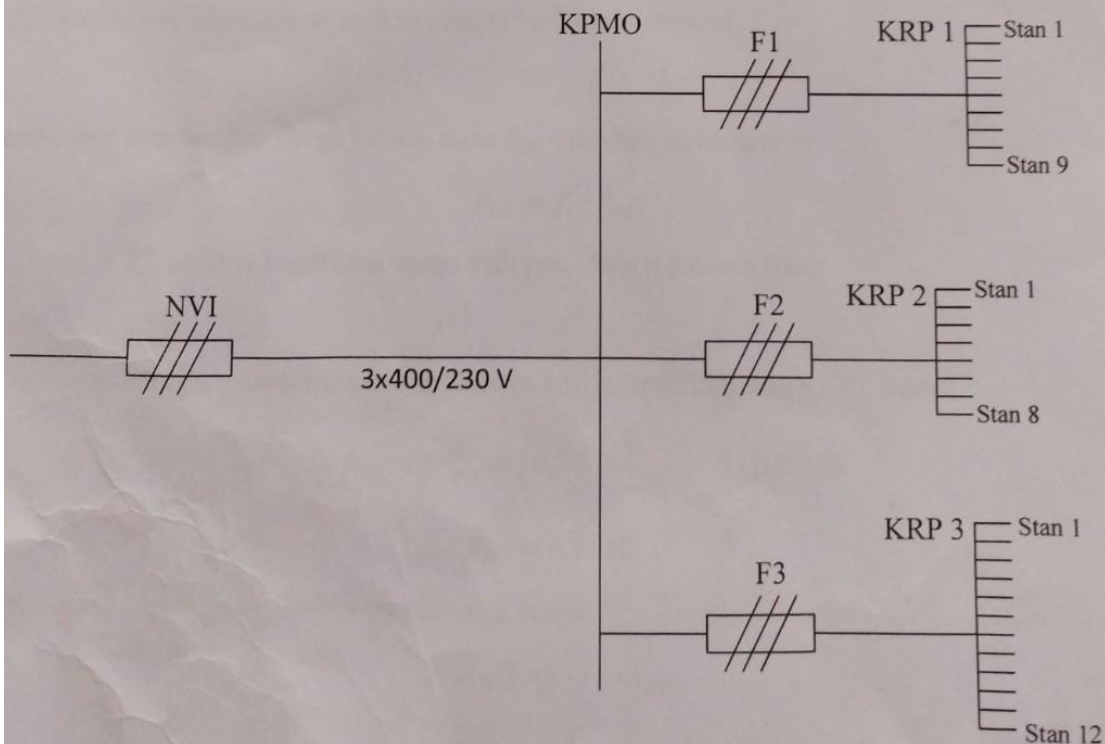 KPMO
F1
KRP 1
Stan 1
Stan 9
NVI
3x400/230 V
F2
KRP 2
Stan 1
Stan 8
F3
KRP 3
Stan 1
Stan 12